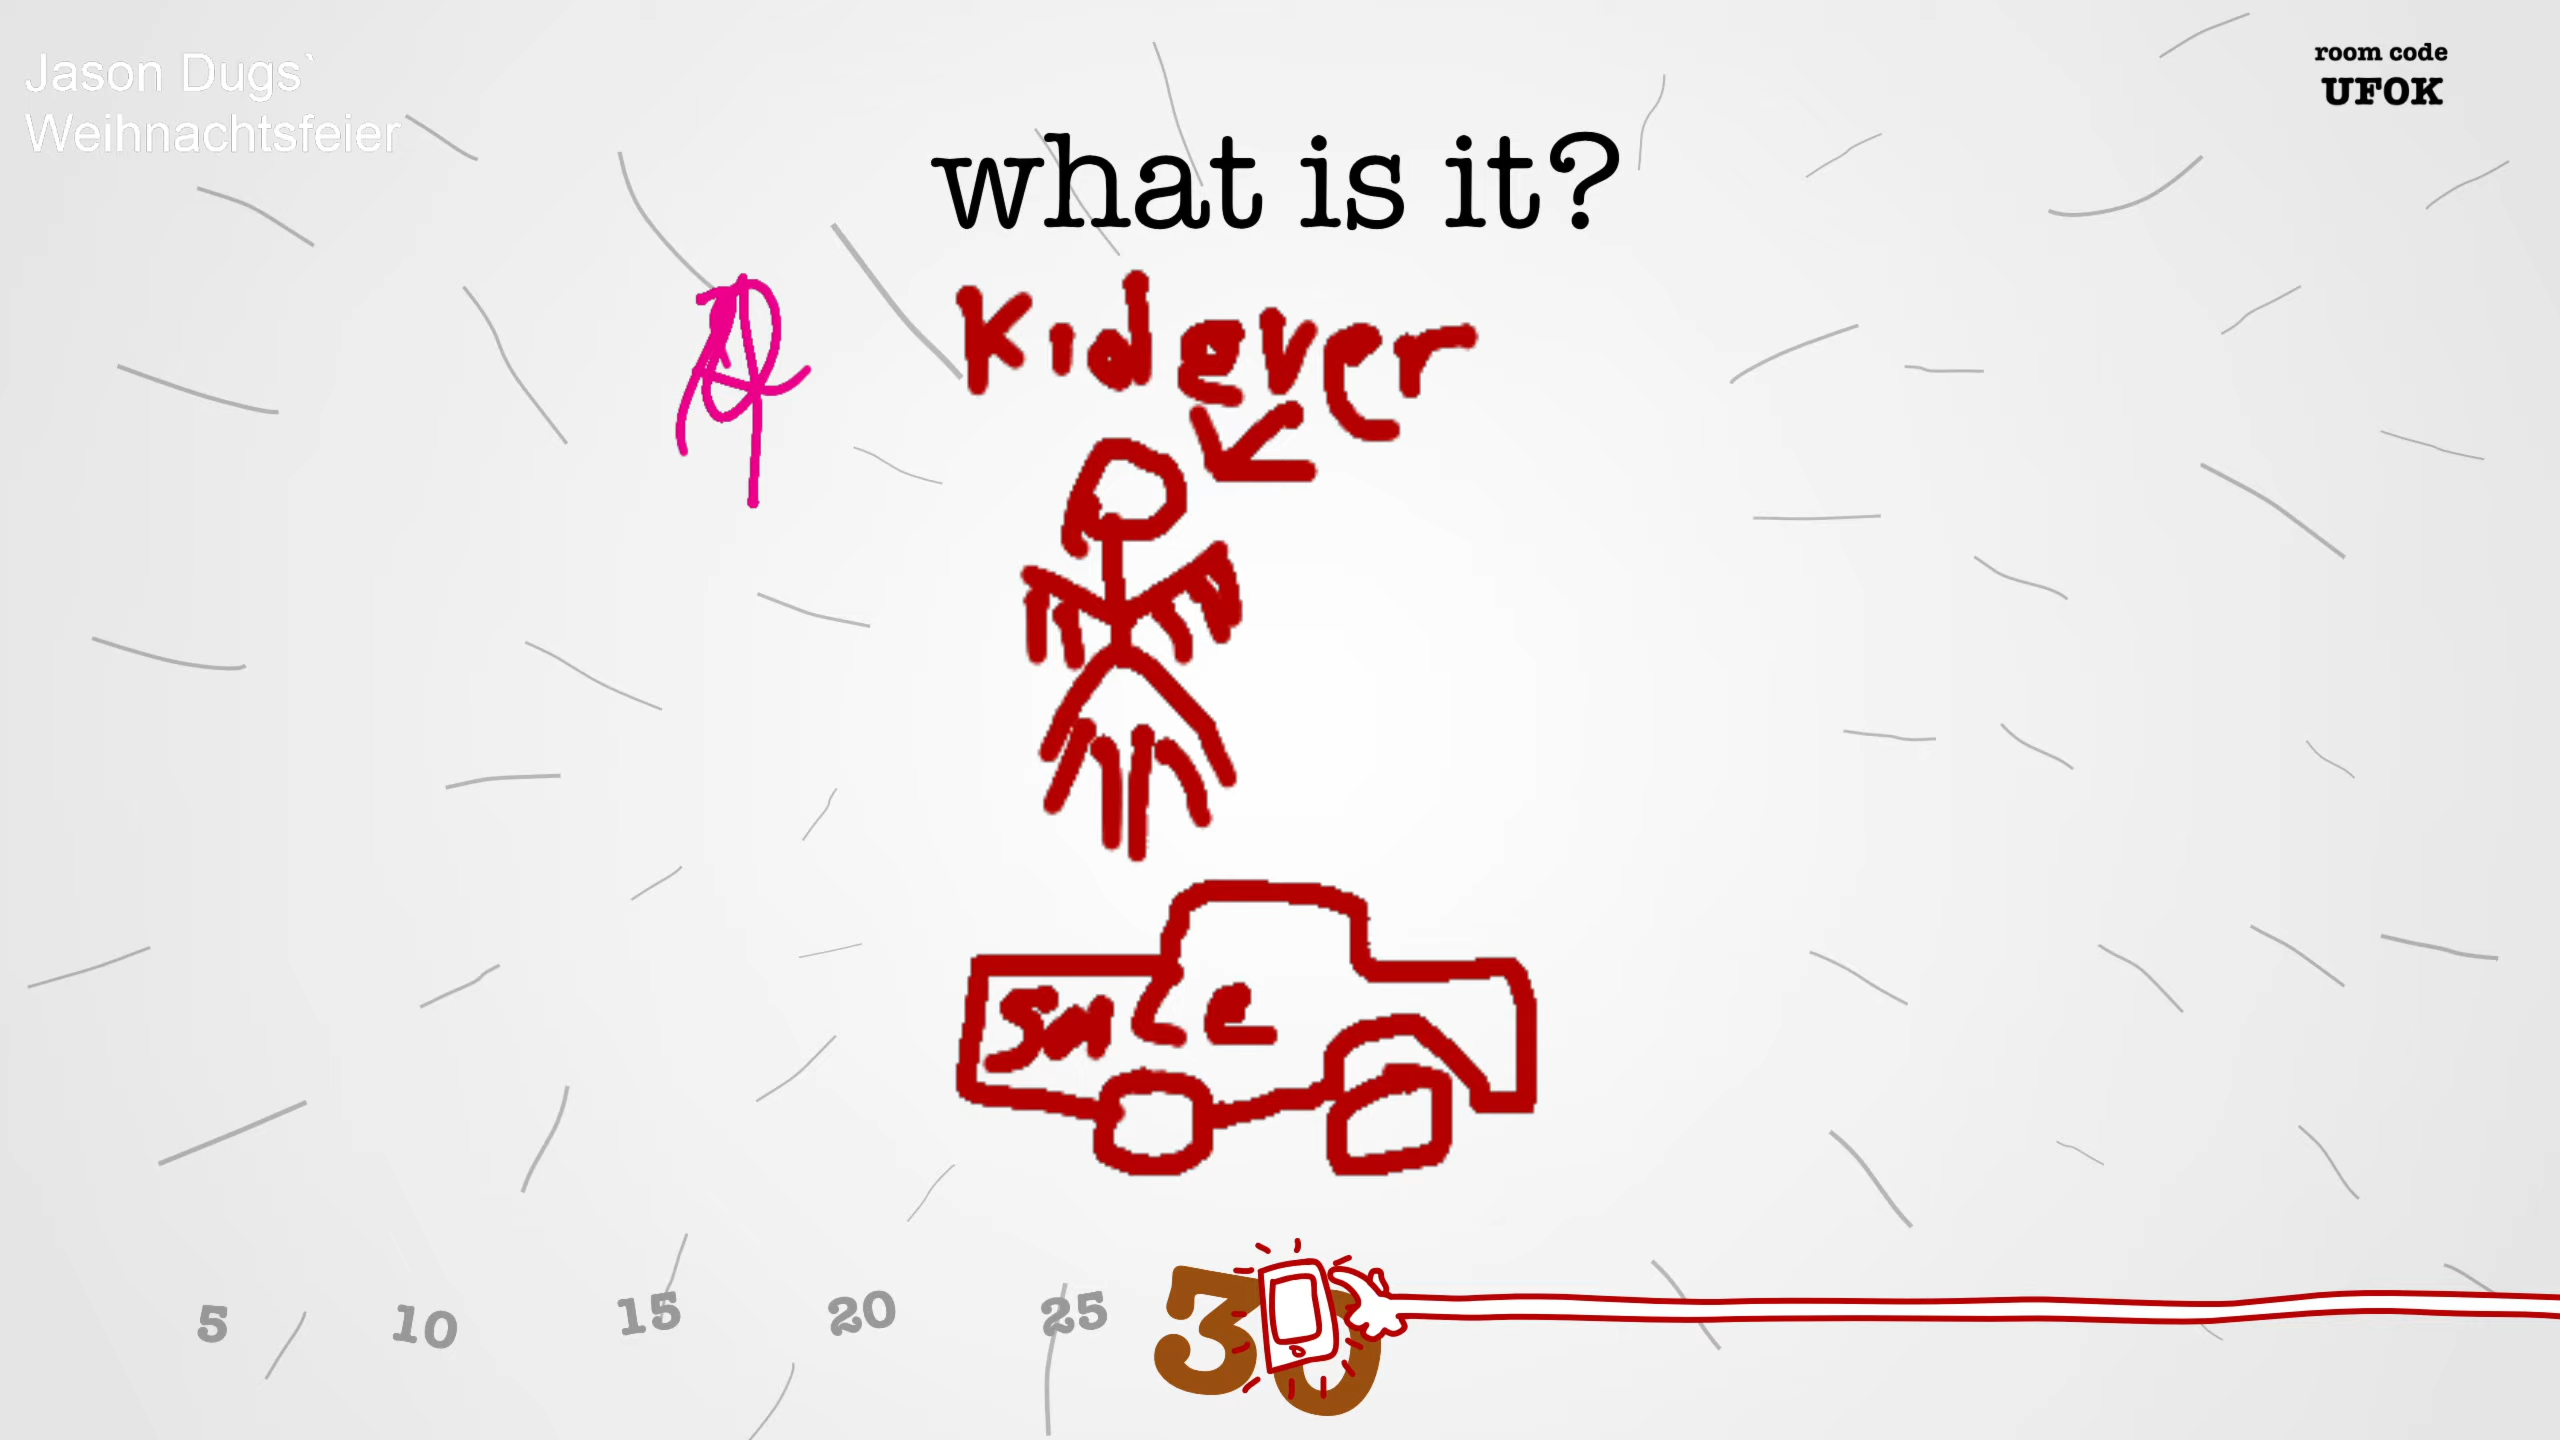 Jason Dugs`
Weihnachtsfeier
room code
UFOK
what is it?
Kidever
Sale
5 10 15 20 25 30